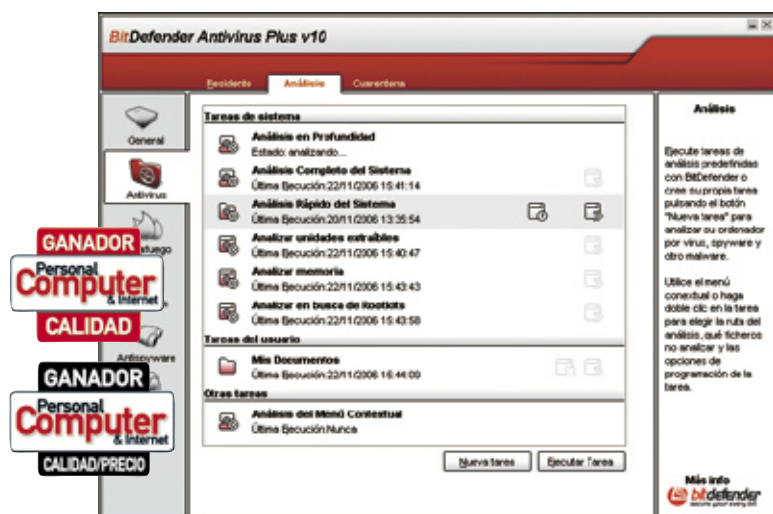 BitDefender Antivirus Plus v10
Residente Análisis Cuarentena
General
Antivirus
Antispyware
Tareas de sistema
Análisis en Profundidad
Estado: analizando...
Análisis Completo del Sistema
Última Ejecución:22/11/2006 15:41:14
Análisis Rápido del Sistema
Última Ejecución:20/11/2006 13:35:54
Analizar unidades extraíbles
Última Ejecución:22/11/2006 15:40:47
Analizar memoria
Última Ejecución:22/11/2006 15:43:43
Analizar en busca de Rootkits
Última Ejecución:22/11/2006 15:43:58
Tareas del usuario
Mis Documentos
Última Ejecución:22/11/2006 16:44:09
Otras tareas
Análisis del Menú Contextual
Última Ejecución:Nunca
Nueva tarea Ejecutar Tarea
Análisis
Ejecute tareas de
análisis predefinidas
con BitDefender o
cree su propia tarea
pulsando el botón
"Nueva tarea" para
analizar su ordenador
por virus, spyware y
otro malware.
Utilice el menú
contextual o haga
doble clic en la tarea
para elegir la ruta del
análisis, qué ficheros
no analizar y las
opciones de
programación de la
tarea.
Más info
bitdefender
secure your every bit
GANADOR
Personal
Computer
& Internet
CALIDAD
GANADOR
Personal
Computer
& Internet
CALIDAD/PRECIO